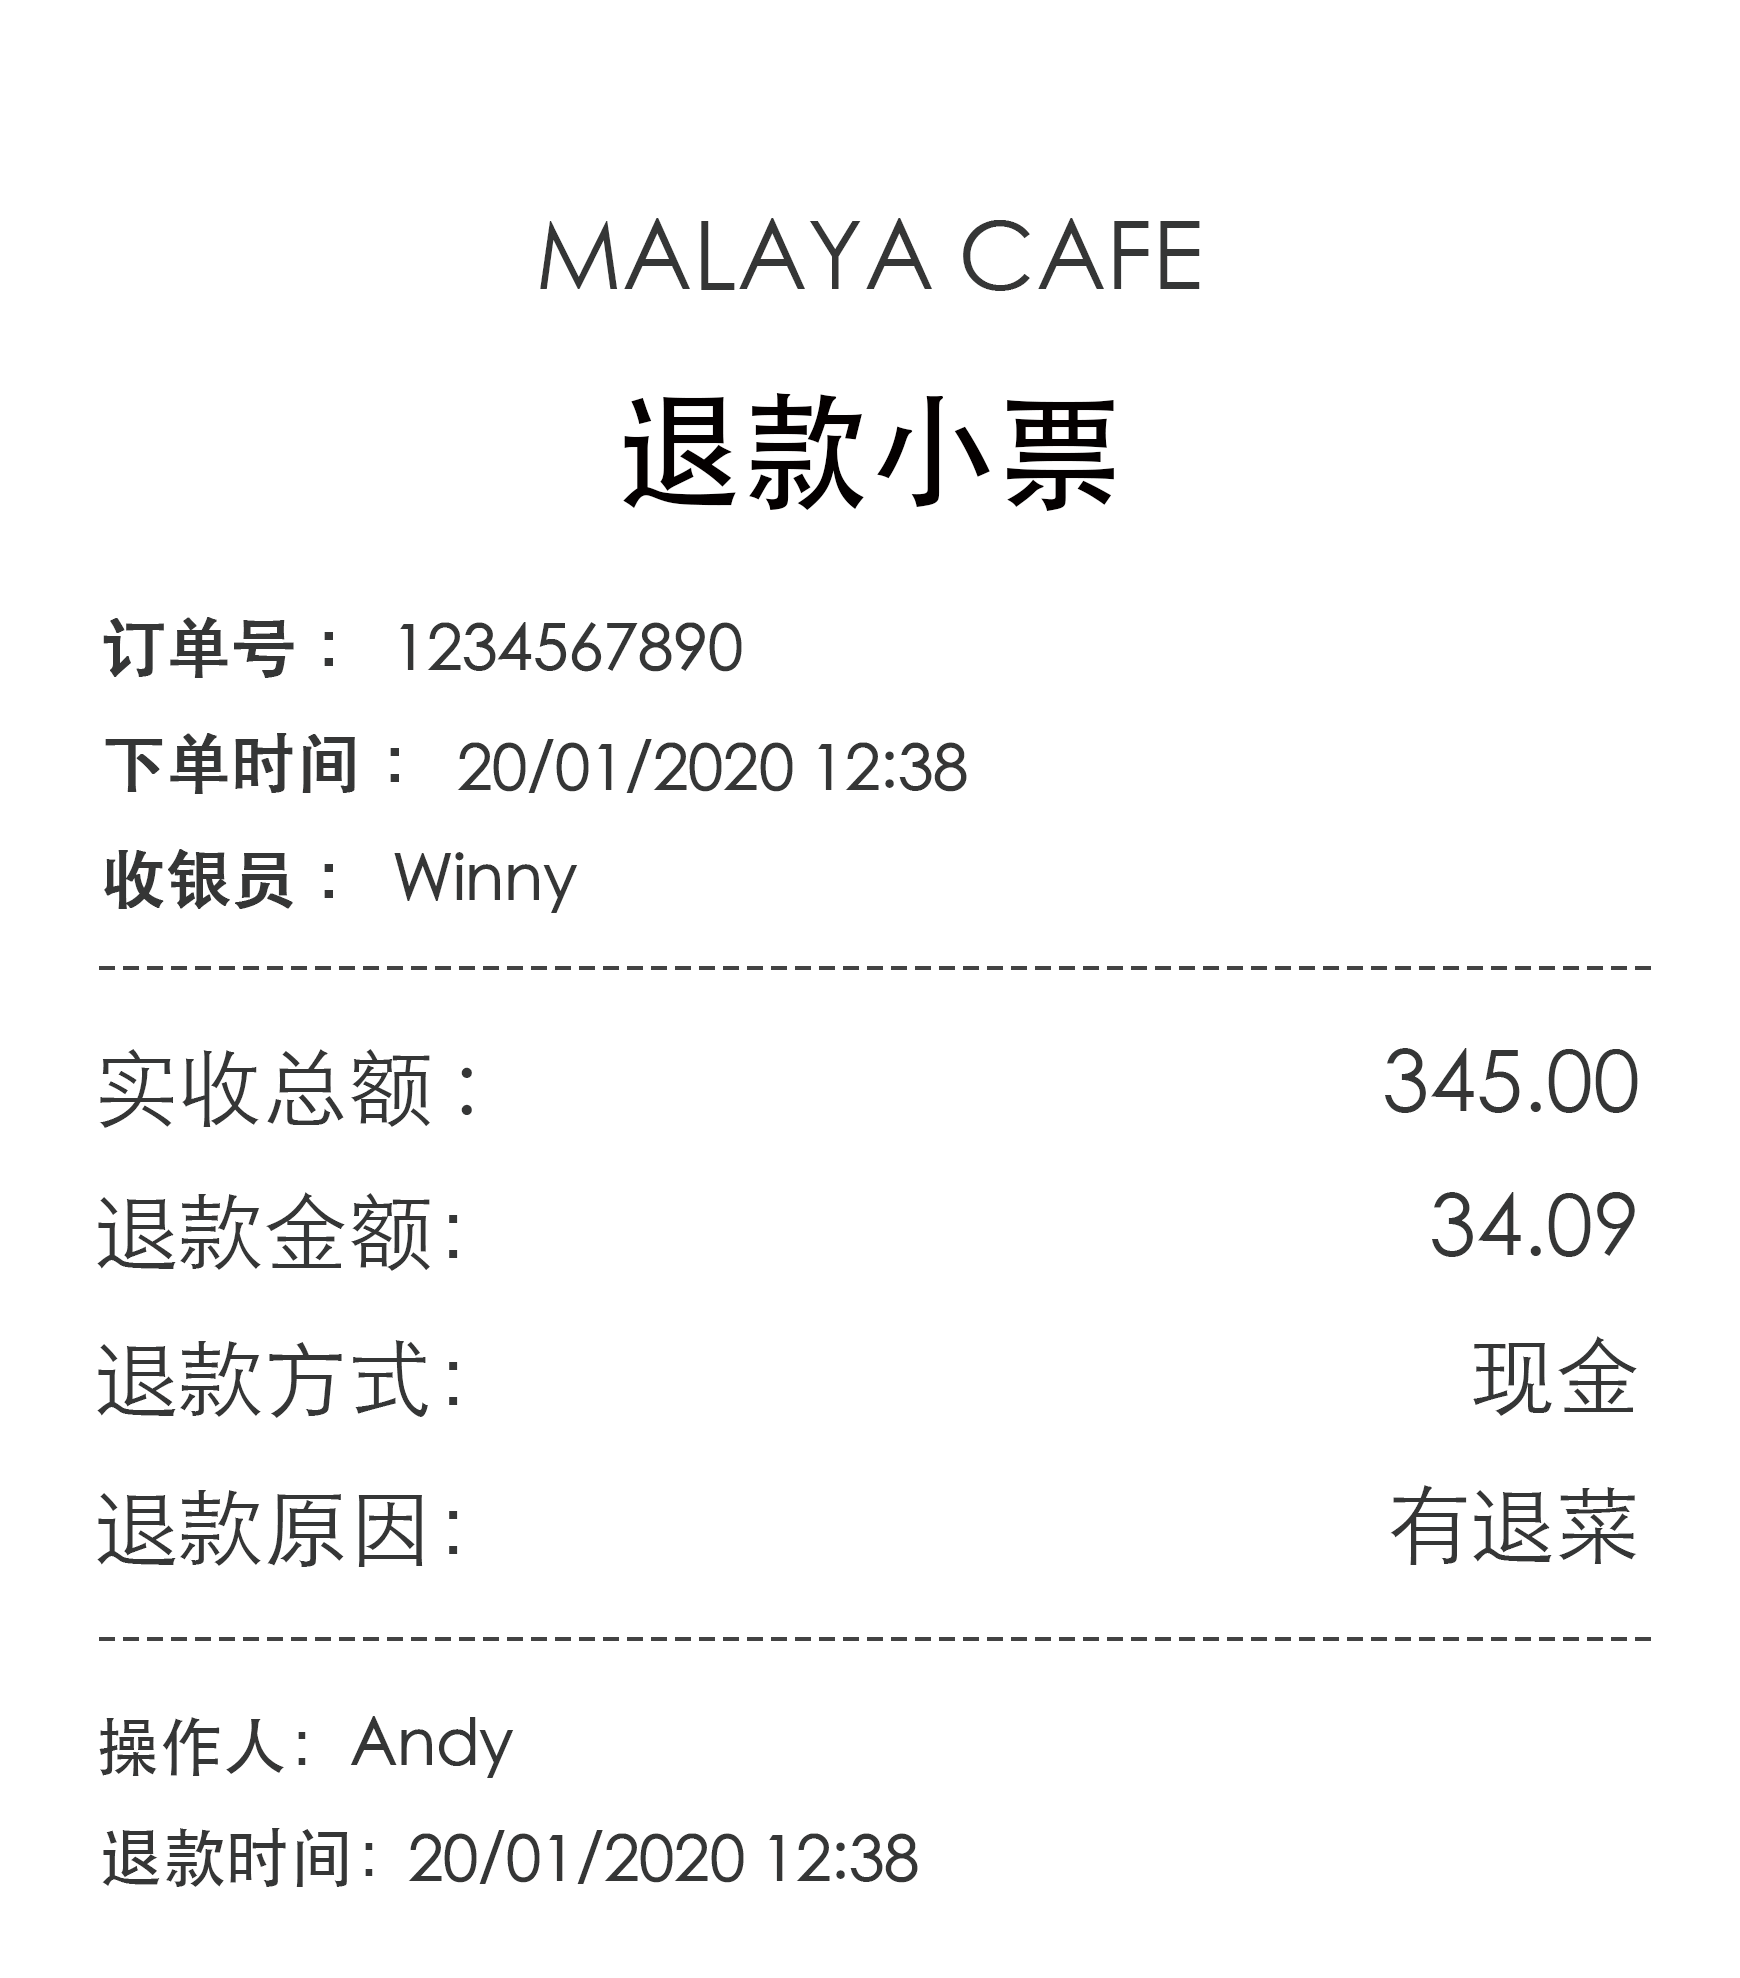 MALAYA CAFE
退款小票
订单号： 1234567890
下单时间： 20/01/2020 12:38
收银员： Winny
实收总额： 345.00
退款金额： 34.09
退款方式： 现金
退款原因： 有退菜
操作人： Andy
退款时间： 20/01/2020 12:38